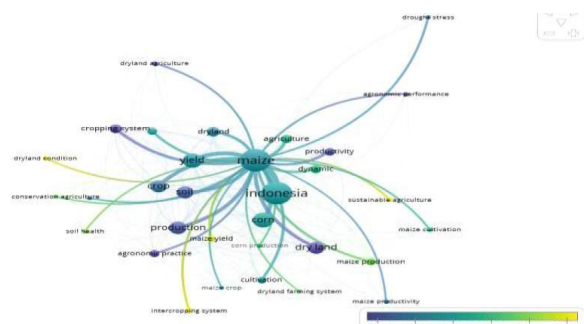 drought stress
dryland agriculture
agronomic performance
cropping system
dryland
agriculture
productivity
dryland condition
yield
maize
dynamic
crop
soil
indonesia
conservation agriculture
sustainable agriculture
corn
production
soil health
maize yield
corn production
maize cultivation
dry land
agronomic practice
maize production
cultivation
maize crop
dryland farming system
maize productivity
intercropping system